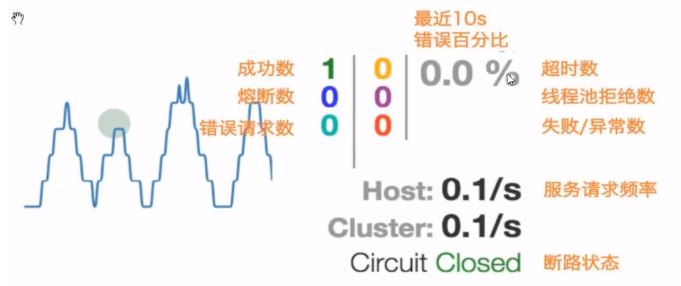 最近10s
错误百分比
成功数 1 0 0.0 % 超时数
熔断数 0 0 线程池拒绝数
错误请求数 0 0 失败/异常数
Host: 0.1/s 服务请求频率
Cluster: 0.1/s
Circuit Closed 断路状态